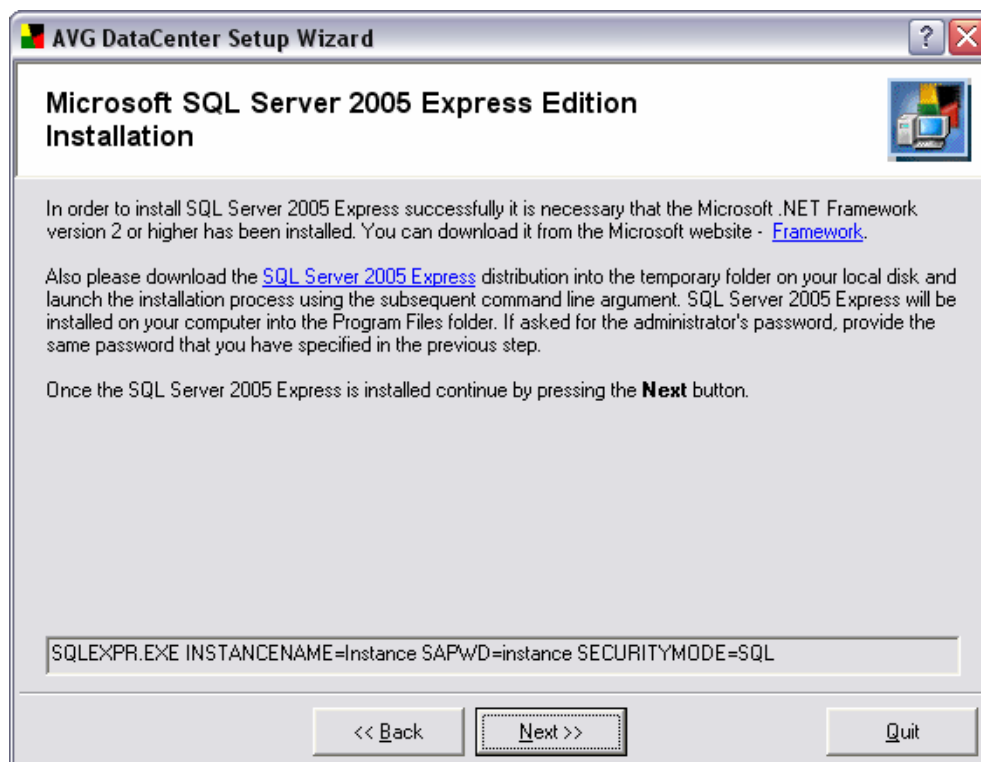 AVG DataCenter Setup Wizard
?
Microsoft SQL Server 2005 Express Edition
Installation
In order to install SQL Server 2005 Express successfully it is necessary that the Microsoft .NET Framework
version 2 or higher has been installed. You can download it from the Microsoft website - Framework.
Also please download the SQL Server 2005 Express distribution into the temporary folder on your local disk and
launch the installation process using the subsequent command line argument. SQL Server 2005 Express will be
installed on your computer into the Program Files folder. If asked for the administrator's password, provide the
same password that you have specified in the previous step.
Once the SQL Server 2005 Express is installed continue by pressing the Next button.
SQLEXPR.EXE INSTANCENAME=Instance SAPWD=instance SECURITYMODE=SQL
<< Back Next >> Quit